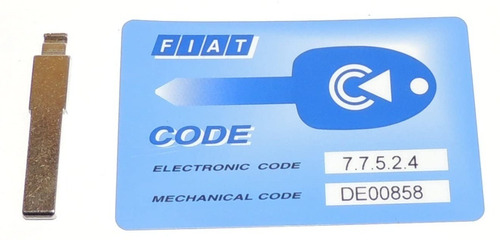 FIAT
CODE
ELECTRONIC CODE 7.7.5.2.4
MECHANICAL CODE DE00858